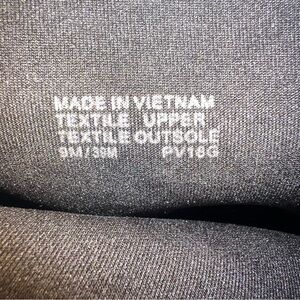 MADE IN VIETNAM
TEXTILE UPPER
TEXTILE OUTSOLE
9M/39M PV18G